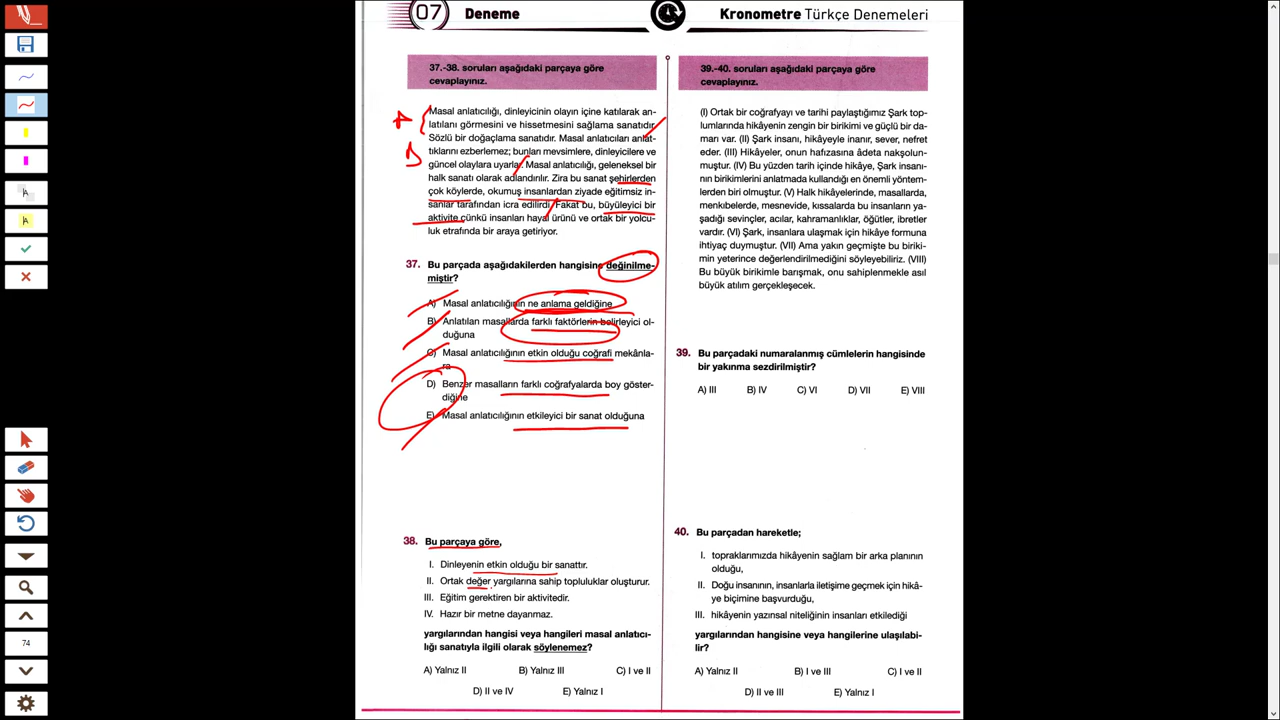 07 Deneme
Kronometre Türkçe Denemeleri
37.-38. soruları aşağıdaki parçaya göre
cevaplayınız.
A
Masal anlatıcılığı, dinleyicinin olayın içine katılarak an-
latılanı görmesini ve hissetmesini sağlama sanatıdır.
Sözlü bir doğaçlama sanatıdır. Masal anlatıcıları anlat-
tıklarını ezberlemez; bunları mevsimlere, dinleyicilere ve
güncel olaylara uyarlar. Masal anlatıcılığı, geleneksel bir
halk sanatı olarak adlandırılır. Zira bu sanat şehirlerden
çok köylerde, okumuş insanlardan ziyade eğitimsiz in-
sanlar tarafından icra edilirdi. Fakat bu, büyüleyici bir
aktivite çünkü insanları hayal ürünü ve ortak bir yolcu-
luk etrafında bir araya getiriyor.
37. Bu parçada aşağıdakilerden hangisine değinilme-
miştir?
A) Masal anlatıcılığının ne anlama geldiğine
B) Anlatılan masallarda farklı faktörlerin belirleyici ol-
duğuna
C) Masal anlatıcılığının etkin olduğu coğrafi mekânla-
ra
D) Benzer masalların farklı coğrafyalarda boy göster-
diğine
E) Masal anlatıcılığının etkileyici bir sanat olduğuna
38. Bu parçaya göre,
I. Dinleyenin etkin olduğu bir sanattır.
II. Ortak değer yargılarına sahip topluluklar oluşturur.
III. Eğitim gerektiren bir aktivitedir.
IV. Hazır bir metne dayanmaz.
yargılarından hangisi veya hangileri masal anlatıcı-
lığı sanatıyla ilgili olarak söylenemez?
A) Yalnız II B) Yalnız III C) I ve II
D) II ve IV E) Yalnız I
39.-40. soruları aşağıdaki parçaya göre
cevaplayınız.
(I) Ortak bir coğrafyayı ve tarihi paylaştığımız Şark top-
lumlarında hikâyenin zengin bir birikimi ve güçlü bir da-
marı var. (II) Şark insanı, hikâyeyle inanır, sever, nefret
eder. (III) Hikâyeler, onun hafızasına âdeta nakşolun-
muştur. (IV) Bu yüzden tarih içinde hikâye, Şark insanı-
nın birikimlerini anlatmada kullandığı en önemli yöntem-
lerden biri olmuştur. (V) Halk hikâyelerinde, masallarda,
menkıbelerde, mesnevide, kıssalarda bu insanların ya-
şadığı sevinçler, acılar, kahramanlıklar, öğütler, ibretler
vardır. (VI) Şark, insanlara ulaşmak için hikâye formuna
ihtiyaç duymuştur. (VII) Ama yakın geçmişte bu biriki-
min yeterince değerlendirilmediğini söyleyebiliriz. (VIII)
Bu büyük birikimle barışmak, onu sahiplenmekle asıl
büyük atılım gerçekleşecek.
39. Bu parçadaki numaralanmış cümlelerin hangisinde
bir yakınma sezdirilmiştir?
A) III B) IV C) VI D) VII E) VIII
40. Bu parçadan hareketle;
I. topraklarımızda hikâyenin sağlam bir arka planının
olduğu,
II. Doğu insanının, insanlarla iletişime geçmek için hikâ-
ye biçimine başvurduğu,
III. hikâyenin yazınsal niteliğinin insanları etkilediği
yargılarından hangisine veya hangilerine ulaşılabi-
lir?
A) Yalnız II B) I ve III C) I ve II
D) II ve III E) Yalnız I
74